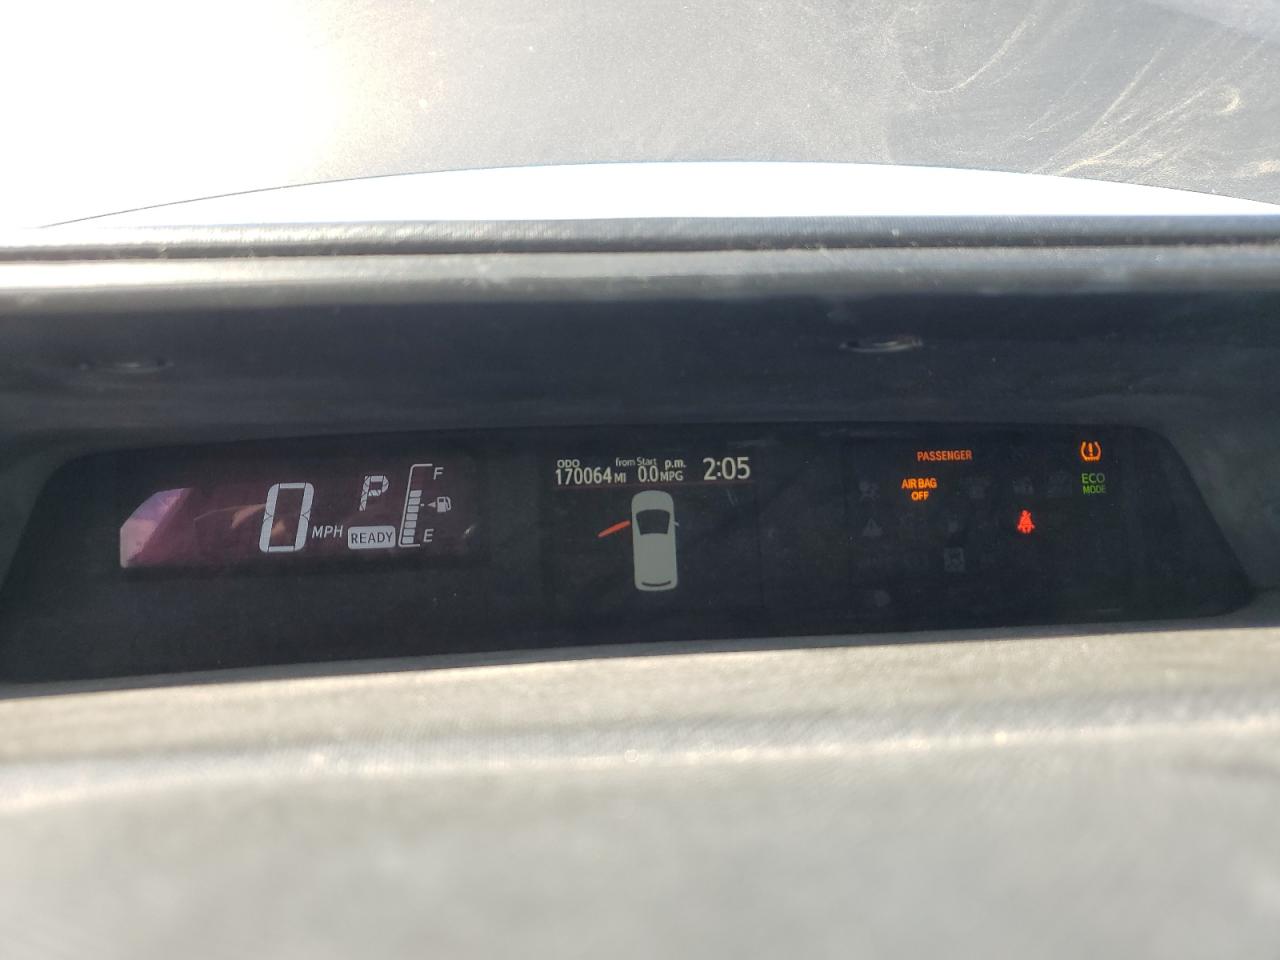 0 MPH
P
READY
F
E
ODO
170064 MI
from Start
0.0 MPG
p.m.
2:05
PASSENGER
AIR BAG
OFF
ECO
MODE